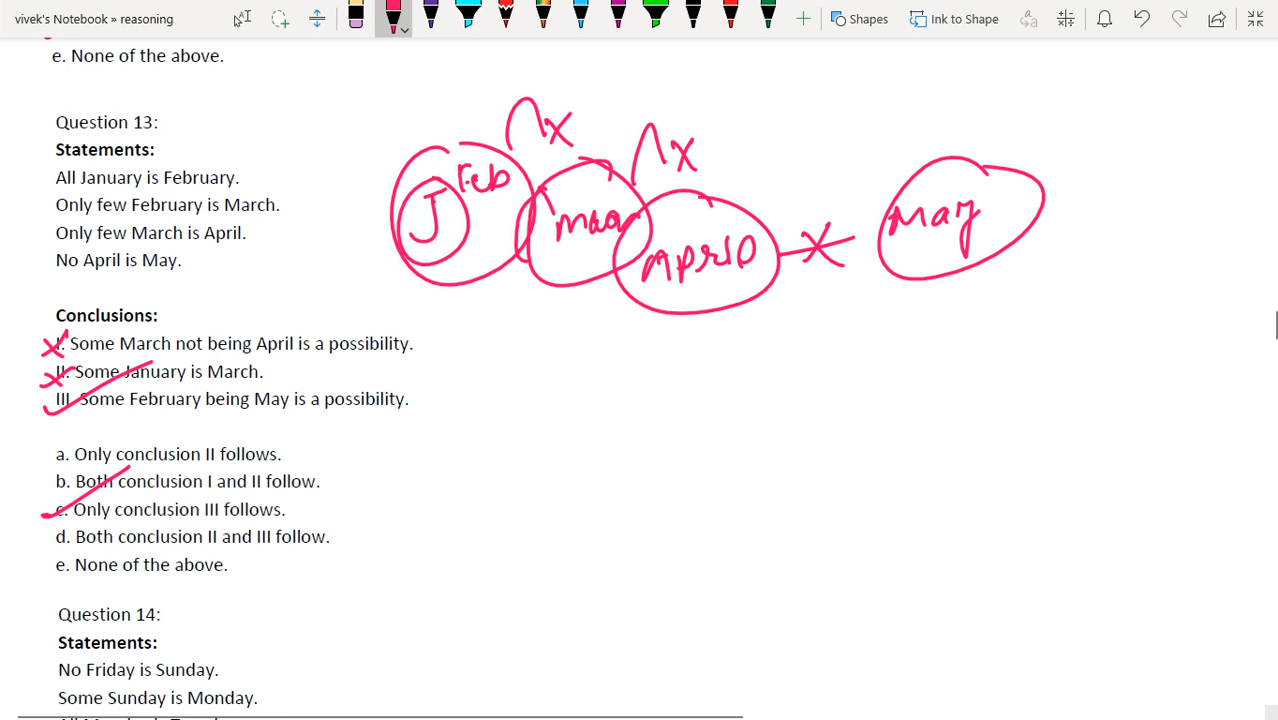 vivek's Notebook » reasoning
Shapes
Ink to Shape
e. None of the above.
Question 13:
Statements:
All January is February.
Only few February is March.
Only few March is April.
No April is May.
J
Feb
mar
April
May
X
X
X
Conclusions:
I. Some March not being April is a possibility.
II. Some January is March.
III. Some February being May is a possibility.
a. Only conclusion II follows.
b. Both conclusion I and II follow.
c. Only conclusion III follows.
d. Both conclusion II and III follow.
e. None of the above.
Question 14:
Statements:
No Friday is Sunday.
Some Sunday is Monday.